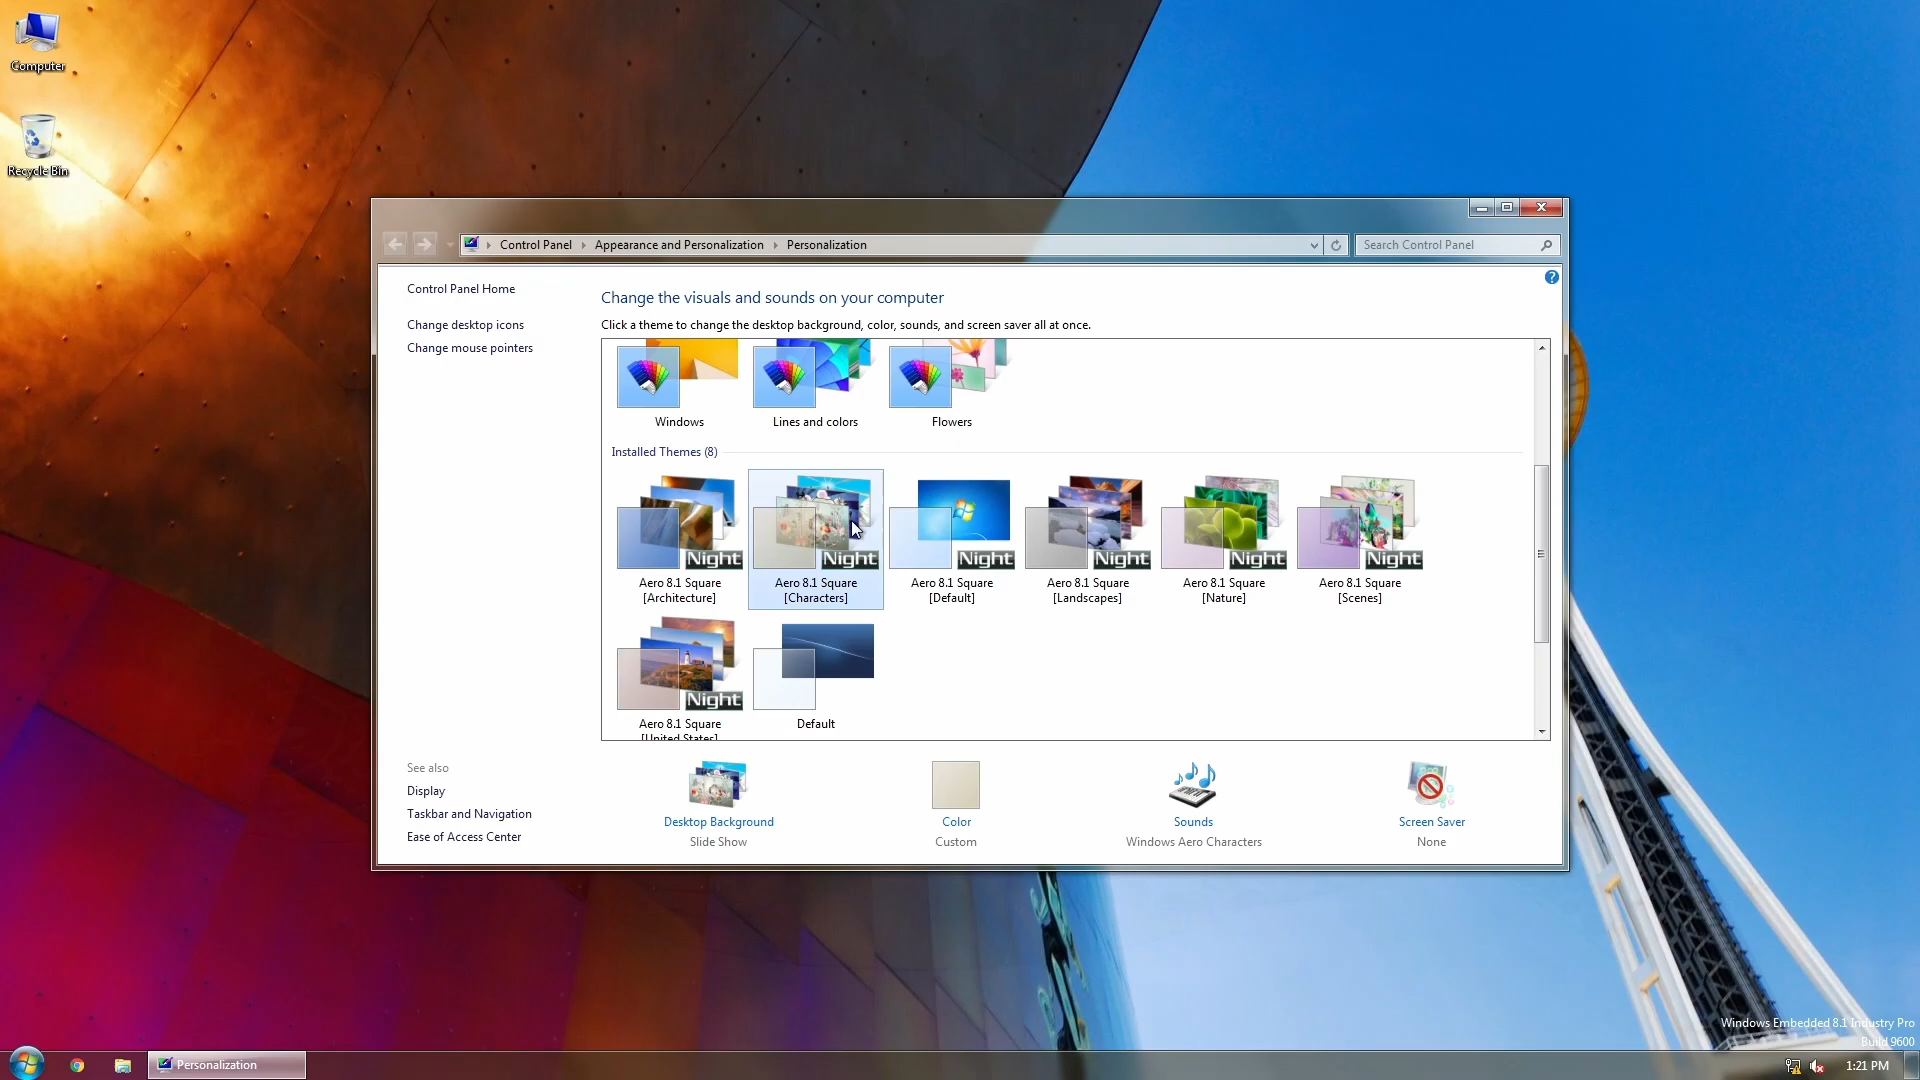 Computer
Recycle Bin
Control Panel
Appearance and Personalization
Personalization
Search Control Panel
Control Panel Home
Change desktop icons
Change mouse pointers
Change the visuals and sounds on your computer
Click a theme to change the desktop background, color, sounds, and screen saver all at once.
Windows
Lines and colors
Flowers
Installed Themes (8)
Night
Night
Night
Night
Night
Night
Aero 8.1 Square
[Architecture]
Aero 8.1 Square
[Characters]
Aero 8.1 Square
[Default]
Aero 8.1 Square
[Landscapes]
Aero 8.1 Square
[Nature]
Aero 8.1 Square
[Scenes]
Night
Aero 8.1 Square
[United States]
Default
See also
Display
Taskbar and Navigation
Ease of Access Center
Desktop Background
Slide Show
Color
Custom
Sounds
Windows Aero Characters
Screen Saver
None
Windows Embedded 8.1 Industry Pro
Build 9600
Personalization
1:21 PM